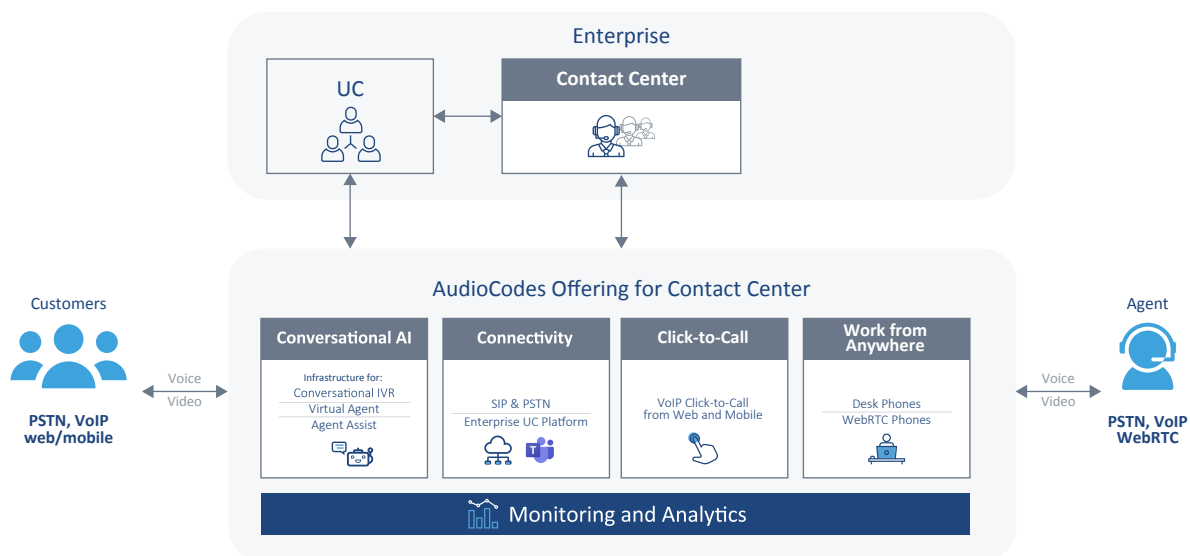 Enterprise
UC
Contact Center
AudioCodes Offering for Contact Center
Customers
PSTN, VoIP
web/mobile
Voice
Video
Conversational AI
Infrastructure for:
Conversational IVR
Virtual Agent
Agent Assist
Connectivity
SIP & PSTN
Enterprise UC Platform
T
Click-to-Call
VoIP Click-to-Call
from Web and Mobile
Work from
Anywhere
Desk Phones
WebRTC Phones
Monitoring and Analytics
Voice
Video
Agent
PSTN, VoIP
WebRTC